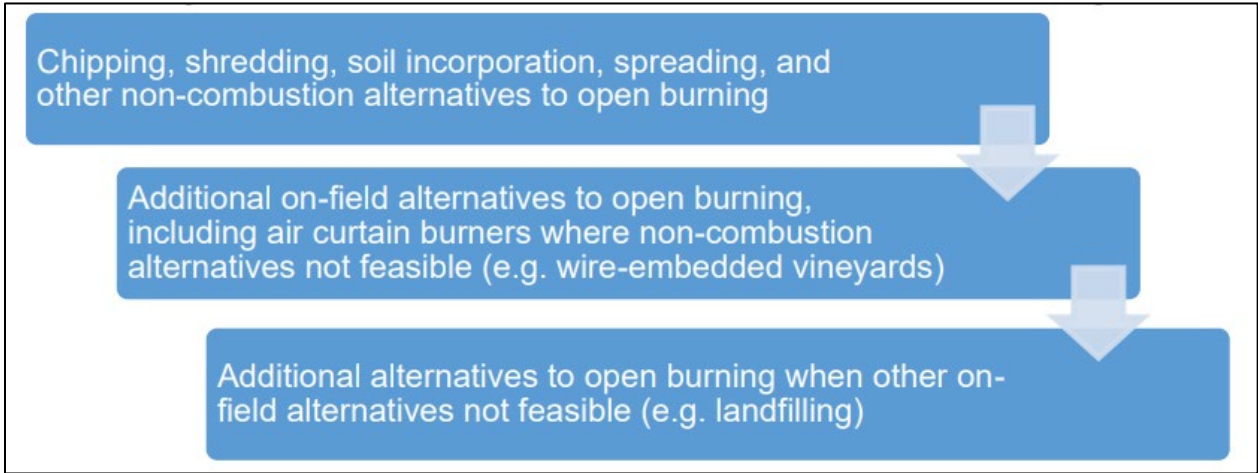 Chipping, shredding, soil incorporation, spreading, and
other non-combustion alternatives to open burning
Additional on-field alternatives to open burning,
including air curtain burners where non-combustion
alternatives not feasible (e.g. wire-embedded vineyards)
Additional alternatives to open burning when other on-
field alternatives not feasible (e.g. landfilling)